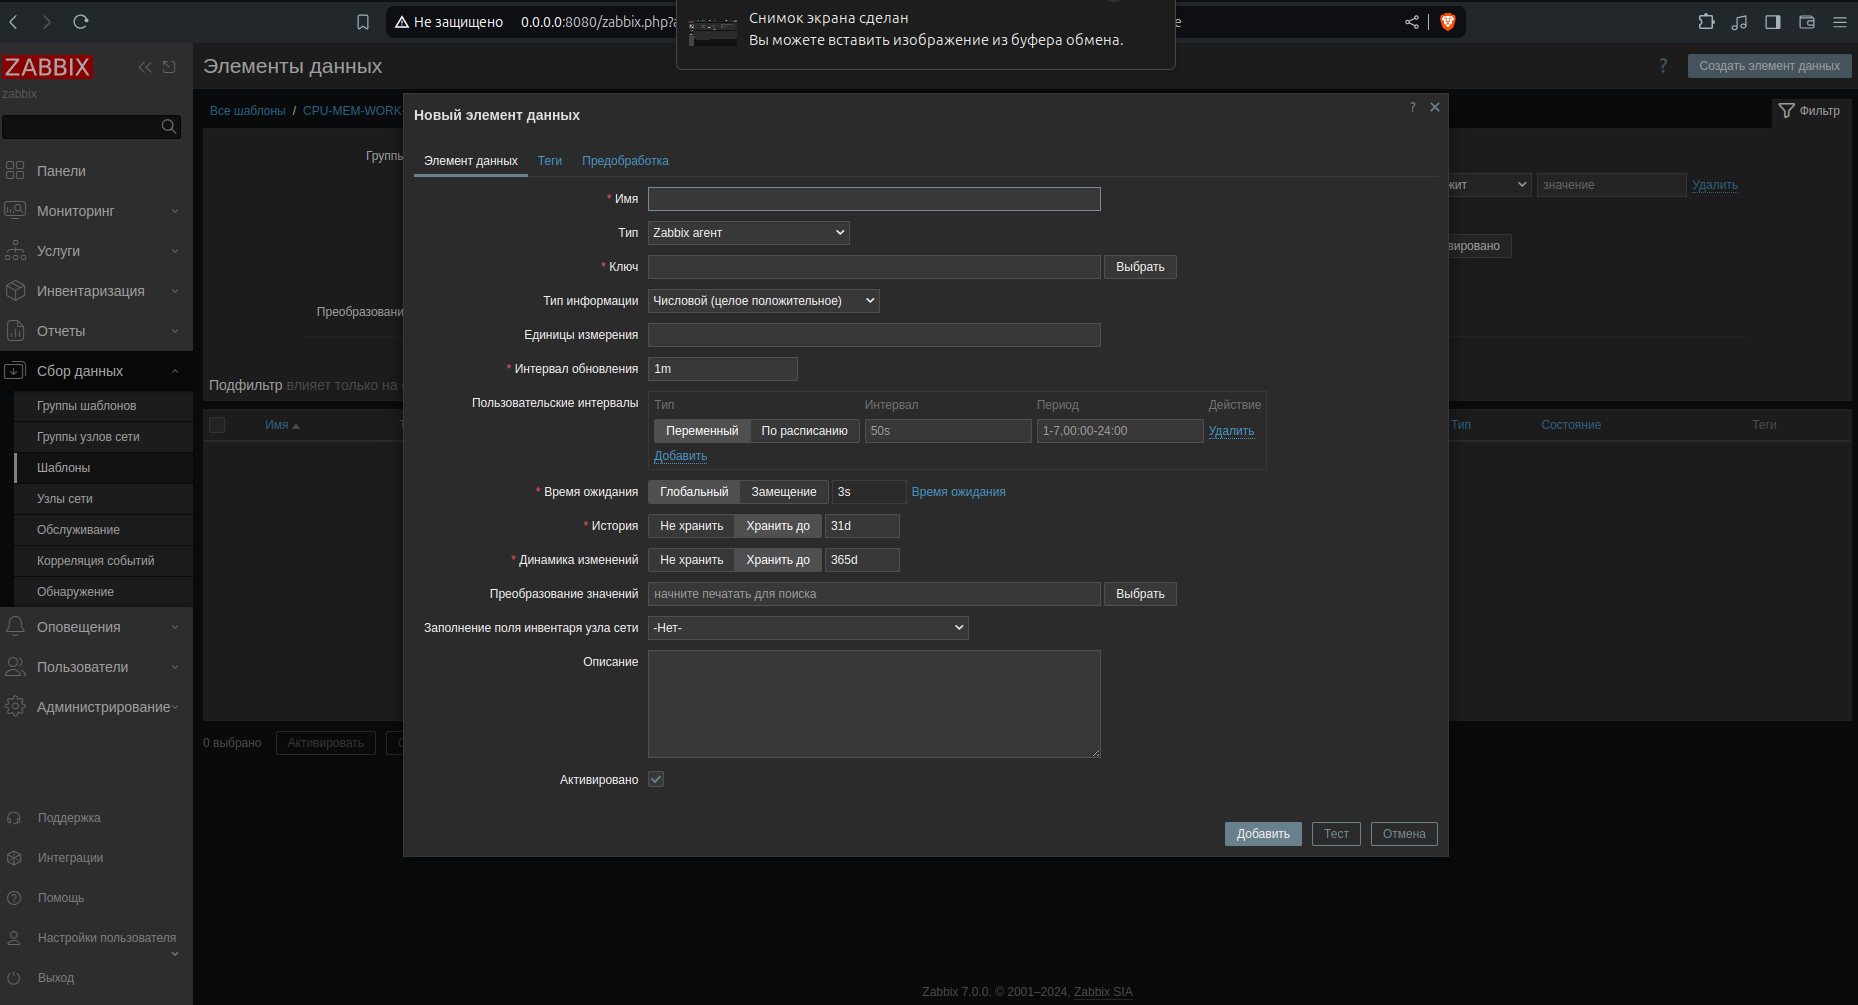 Не защищено 0.0.0.0:8080/zabbix.php?
Снимок экрана сделан
Вы можете вставить изображение из буфера обмена.
ZABBIX
zabbix
Элементы данных
? Создать элемент данных
Все шаблоны / CPU-MEM-WORK
Фильтр
Панели
Мониторинг
Услуги
Инвентаризация
Отчеты
Сбор данных
Группы шаблонов
Группы узлов сети
Шаблоны
Узлы сети
Обслуживание
Корреляция событий
Обнаружение
Оповещения
Пользователи
Администрирование
Поддержка
Интеграции
Помощь
Настройки пользователя
Выход
Группы
Преобразовани
Подфильтр влияет только на
Имя
0 выбрано Активировать
жит значение Удалить
вировано
Тип Состояние Теги
Новый элемент данных ?
Элемент данных Теги Предобработка
* Имя
Тип Zabbix агент
* Ключ Выбрать
Тип информации Числовой (целое положительное)
Единицы измерения
* Интервал обновления 1m
Пользовательские интервалы Тип Интервал Период Действие
Переменный По расписанию 50s 1-7,00:00-24:00 Удалить
Добавить
* Время ожидания Глобальный Замещение 3s Время ожидания
* История Не хранить Хранить до 31d
* Динамика изменений Не хранить Хранить до 365d
Преобразование значений начните печатать для поиска Выбрать
Заполнение поля инвентаря узла сети -Нет-
Описание
Активировано
Добавить Тест Отмена
Zabbix 7.0.0. © 2001–2024, Zabbix SIA